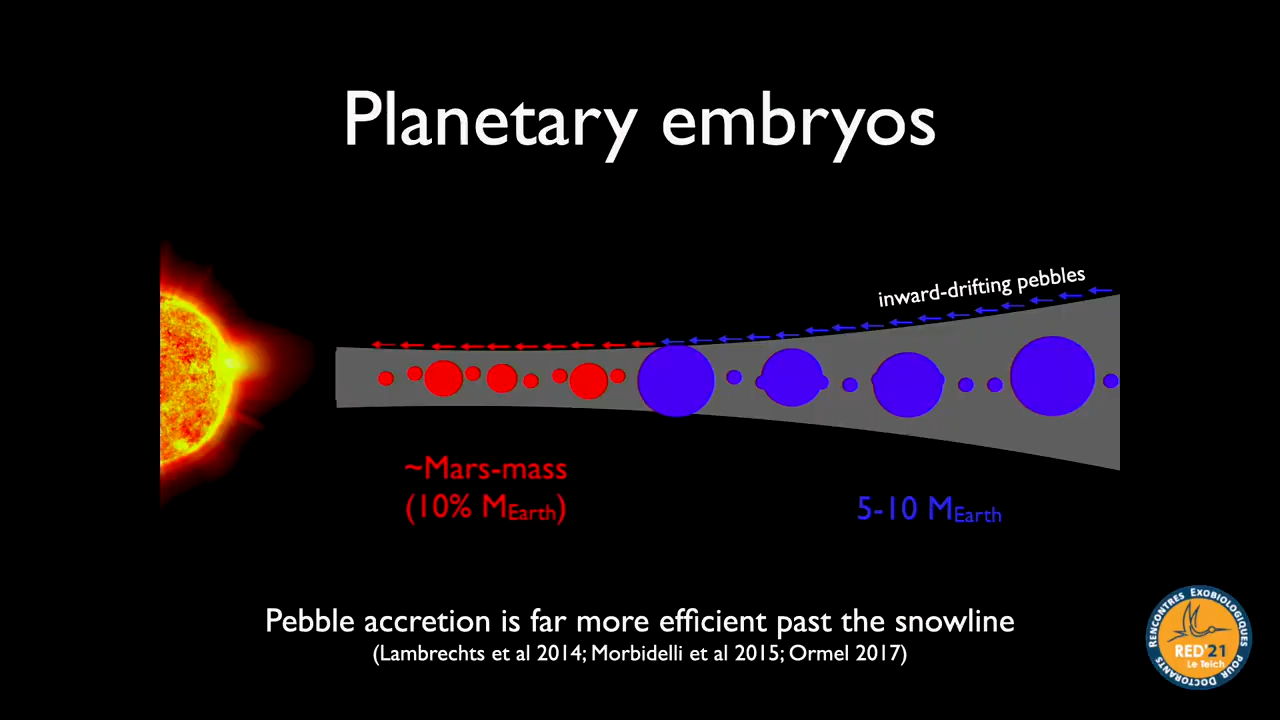 Planetary embryos
inward-drifting pebbles
~Mars-mass
(10% MEarth)
5-10 MEarth
Pebble accretion is far more efficient past the snowline
(Lambrechts et al 2014; Morbidelli et al 2015; Ormel 2017)
RENCONTRES EXOBIOLOGIQUES POUR DOCTORANTS
RED'21
Le Teich